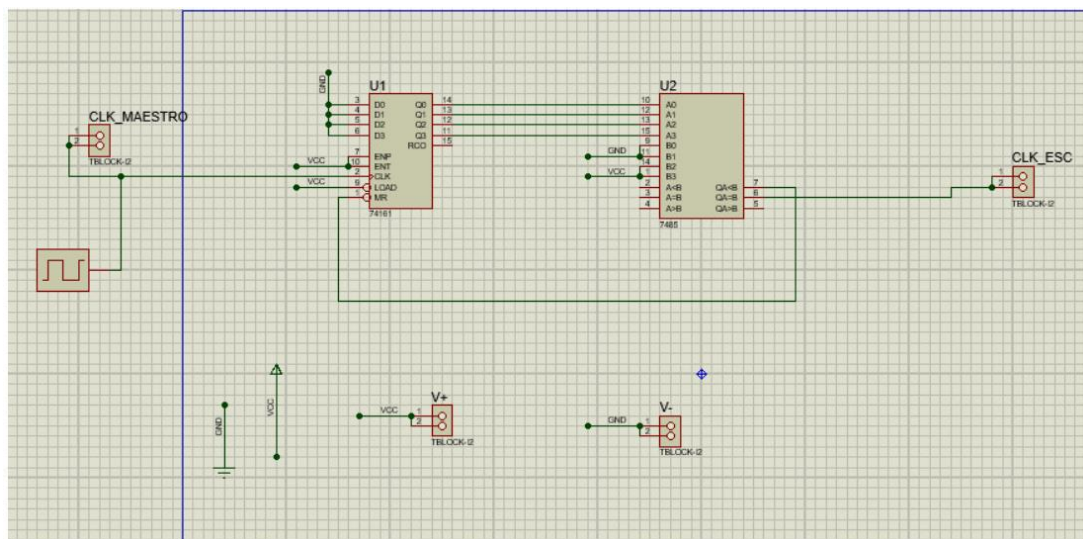 CLK_MAESTRO
1
2
TBLOCK-I2
GND
U1
3 D0 Q0 14
4 D1 Q1 13
5 D2 Q2 12
6 D3 Q3 11
RCO 15
7 ENP
VCC 10 ENT
2 CLK
VCC 9 LOAD
1 MR
74161
U2
10 A0
12 A1
13 A2
15 A3
9 B0
GND 11 B1
14 B2
VCC 1 B3
2 A<B QA<B 7
3 A=B QA=B 6
4 A>B QA>B 5
7485
CLK_ESC
1
2
TBLOCK-I2
GND
VCC
V+
VCC 1
2
TBLOCK-I2
V-
GND 1
2
TBLOCK-I2